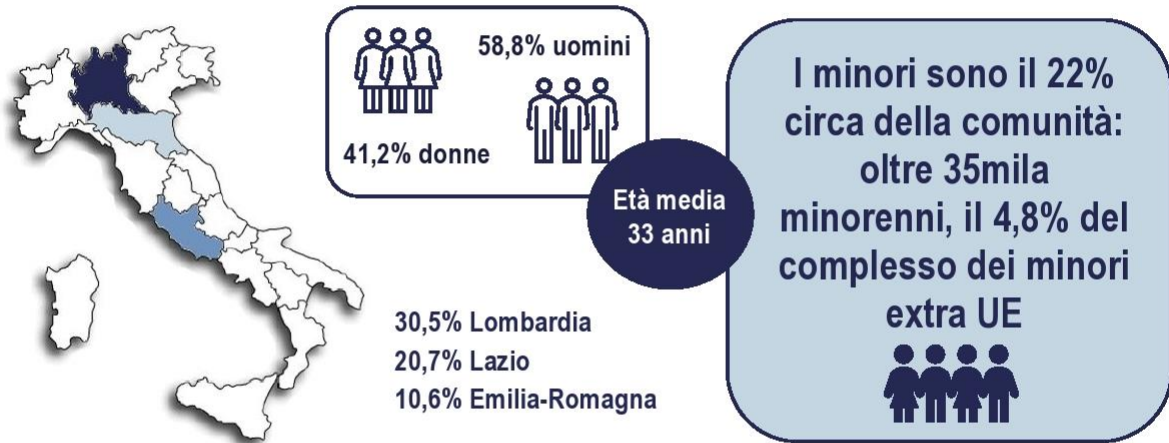 58,8% uomini
41,2% donne
Età media
33 anni
I minori sono il 22%
circa della comunità:
oltre 35mila
minorenni, il 4,8% del
complesso dei minori
extra UE
30,5% Lombardia
20,7% Lazio
10,6% Emilia-Romagna